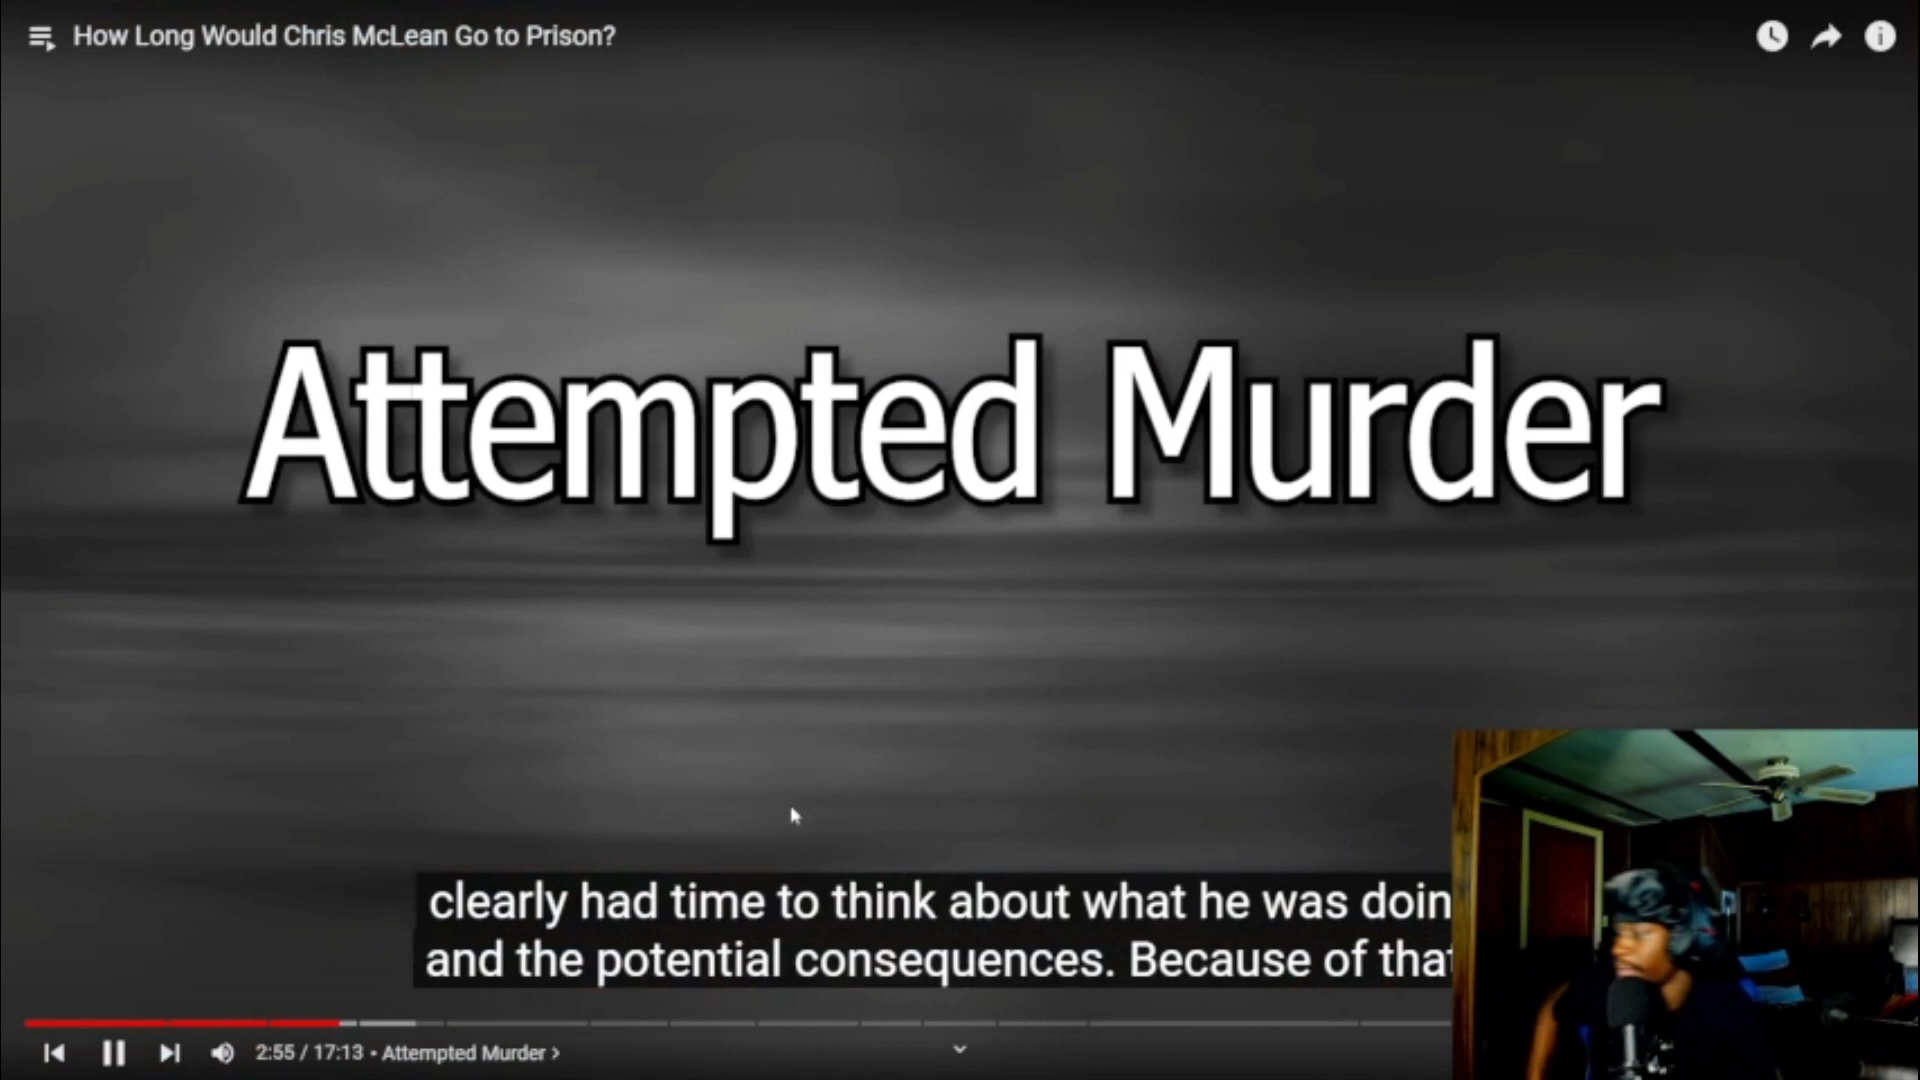 How Long Would Chris McLean Go to Prison?
Attempted Murder
clearly had time to think about what he was doin
and the potential consequences. Because of that
2:55 / 17:13 • Attempted Murder >